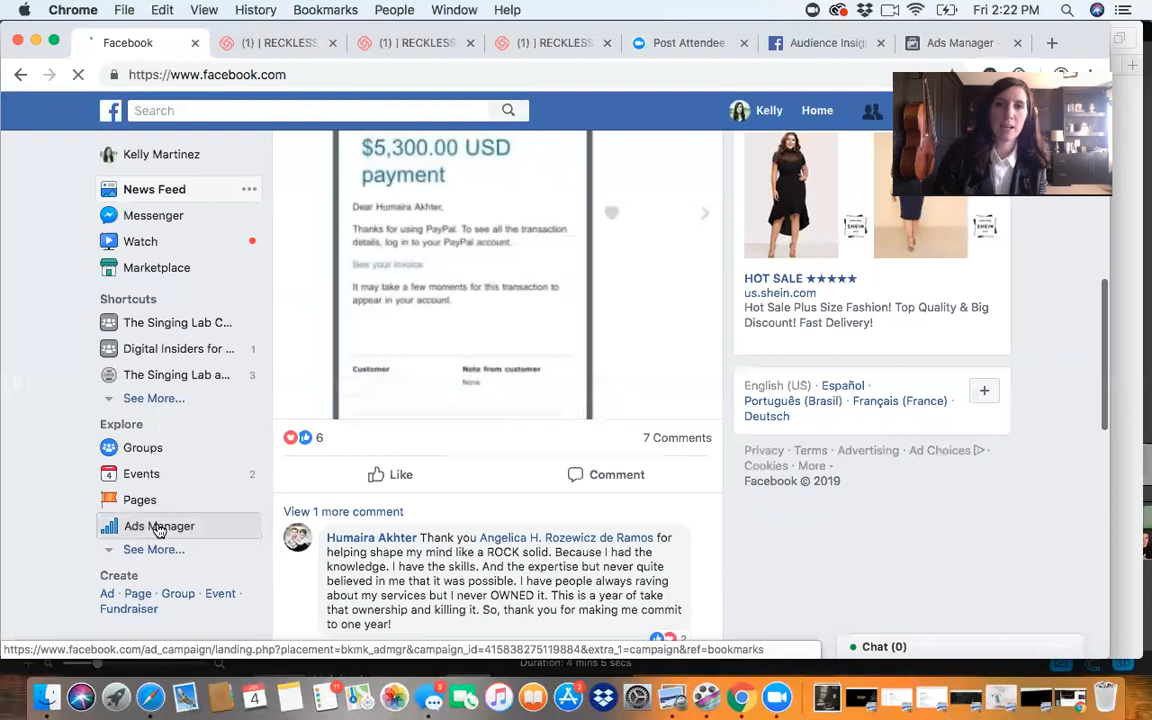 Chrome File Edit View History Bookmarks People Window Help Fri 2:22 PM
Facebook (1) | RECKLESS (1) | RECKLESS (1) | RECKLESS Post Attendee Audience Insig Ads Manager
https://www.facebook.com
Search Kelly Home
Kelly Martinez
News Feed
Messenger
Watch
Marketplace
Shortcuts
The Singing Lab C...
Digital Insiders for ... 1
The Singing Lab a... 3
See More...
Explore
Groups
Events 2
Pages
Ads Manager
See More...
Create
Ad · Page · Group · Event ·
Fundraiser
$5,300.00 USD
payment
Dear Humaira Akhter,
Thanks for using PayPal. To see all the transaction
details, log in to your PayPal account.
See your invoice
It may take a few moments for this transaction to
appear in your account.
Customer Note from customer
None
6 7 Comments
Like Comment
View 1 more comment
Humaira Akhter Thank you Angelica H. Rozewicz de Ramos for
helping shape my mind like a ROCK solid. Because I had the
knowledge. I have the skills. And the expertise but never quite
believed in me that it was possible. I have people always raving
about my services but I never OWNED it. This is a year of take
that ownership and killing it. So, thank you for making me commit
to one year!
2
SHEIN SHEIN
HOT SALE ★★★★★
us.shein.com
Hot Sale Plus Size Fashion! Top Quality & Big
Discount! Fast Delivery!
English (US) · Español ·
Português (Brasil) · Français (France) ·
Deutsch
Privacy · Terms · Advertising · Ad Choices ·
Cookies · More
Facebook © 2019
Chat (0)
https://www.facebook.com/ad_campaign/landing.php?placement=bkmk_admgr&campaign_id=415838275119884&extra_1=campaign&ref=bookmarks
Duration: 4 mins 5 secs